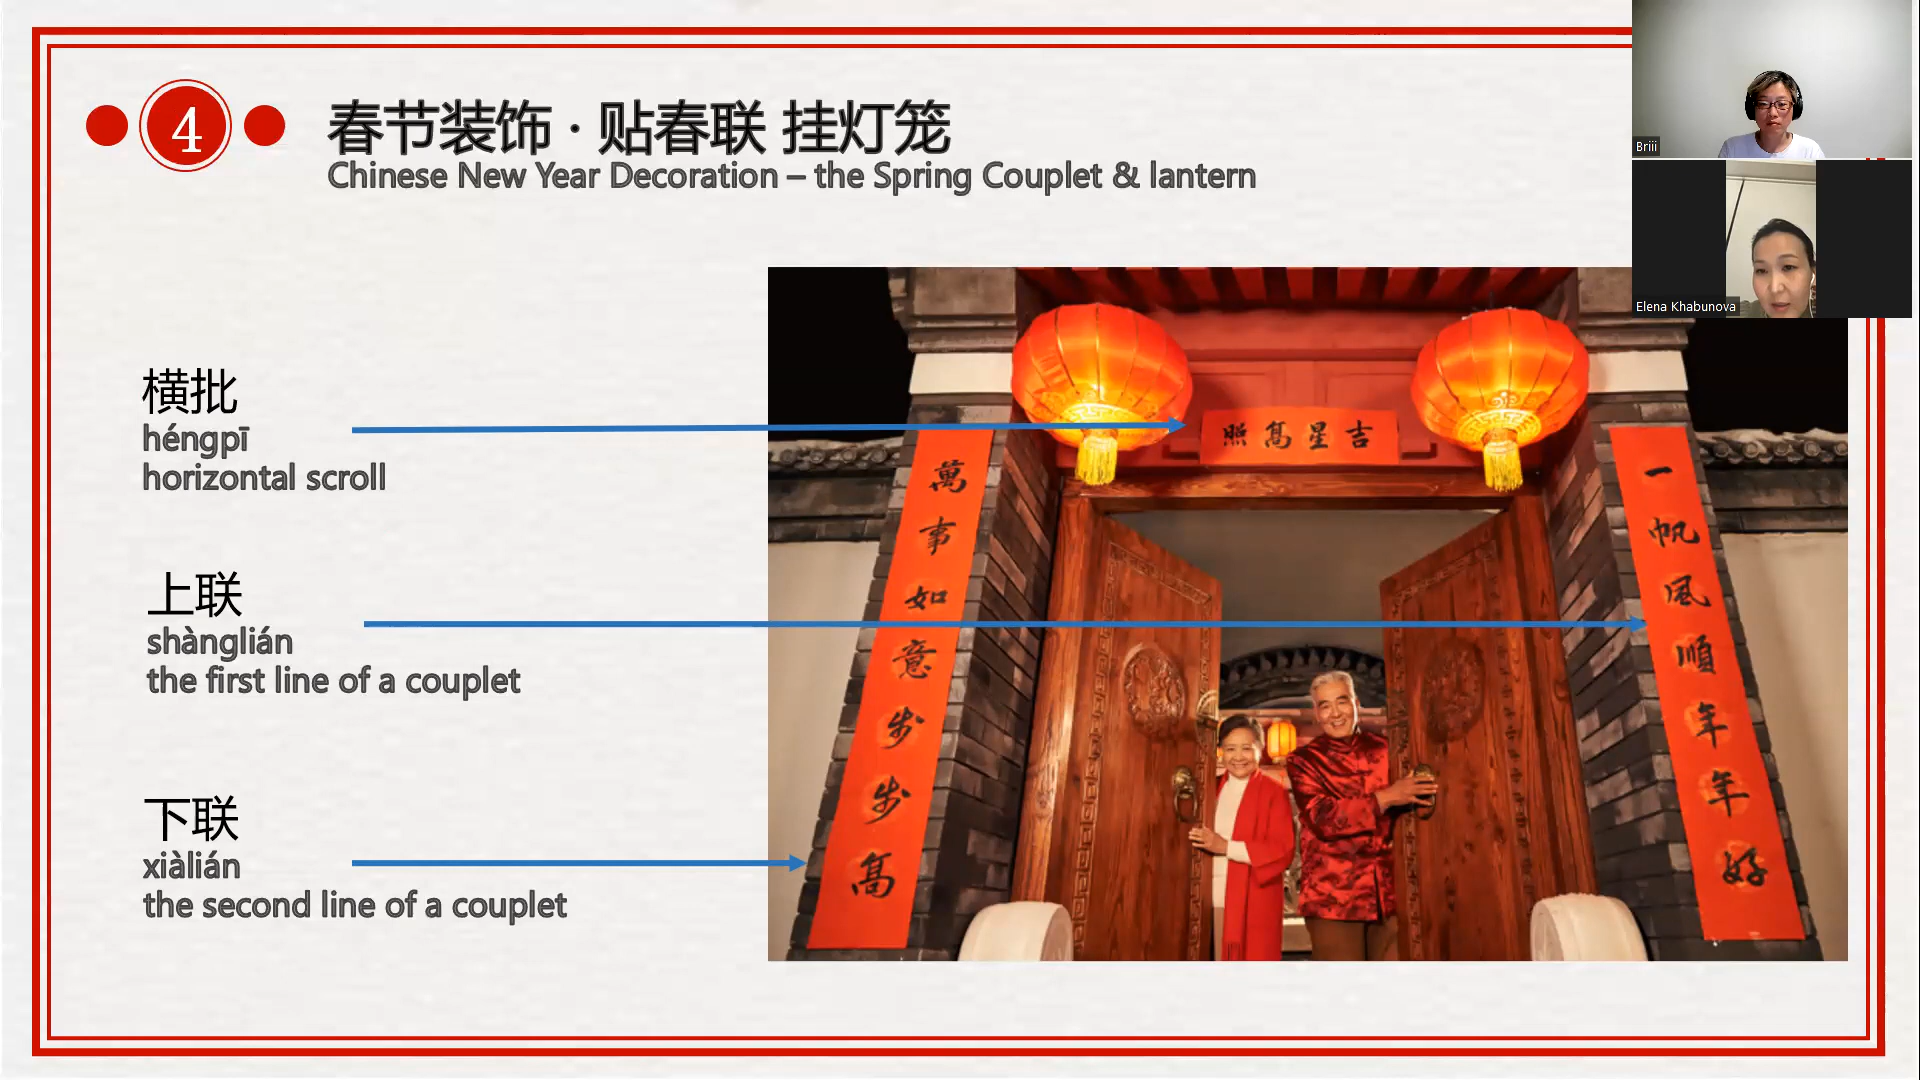 4
春节装饰 · 贴春联 挂灯笼
Chinese New Year Decoration – the Spring Couplet & lantern
横批
héngpī
horizontal scroll
上联
shànglián
the first line of a couplet
下联
xiàlián
the second line of a couplet
吉星高照
一帆风順年年好
萬事如意步步高
Briii
Elena Khabunova